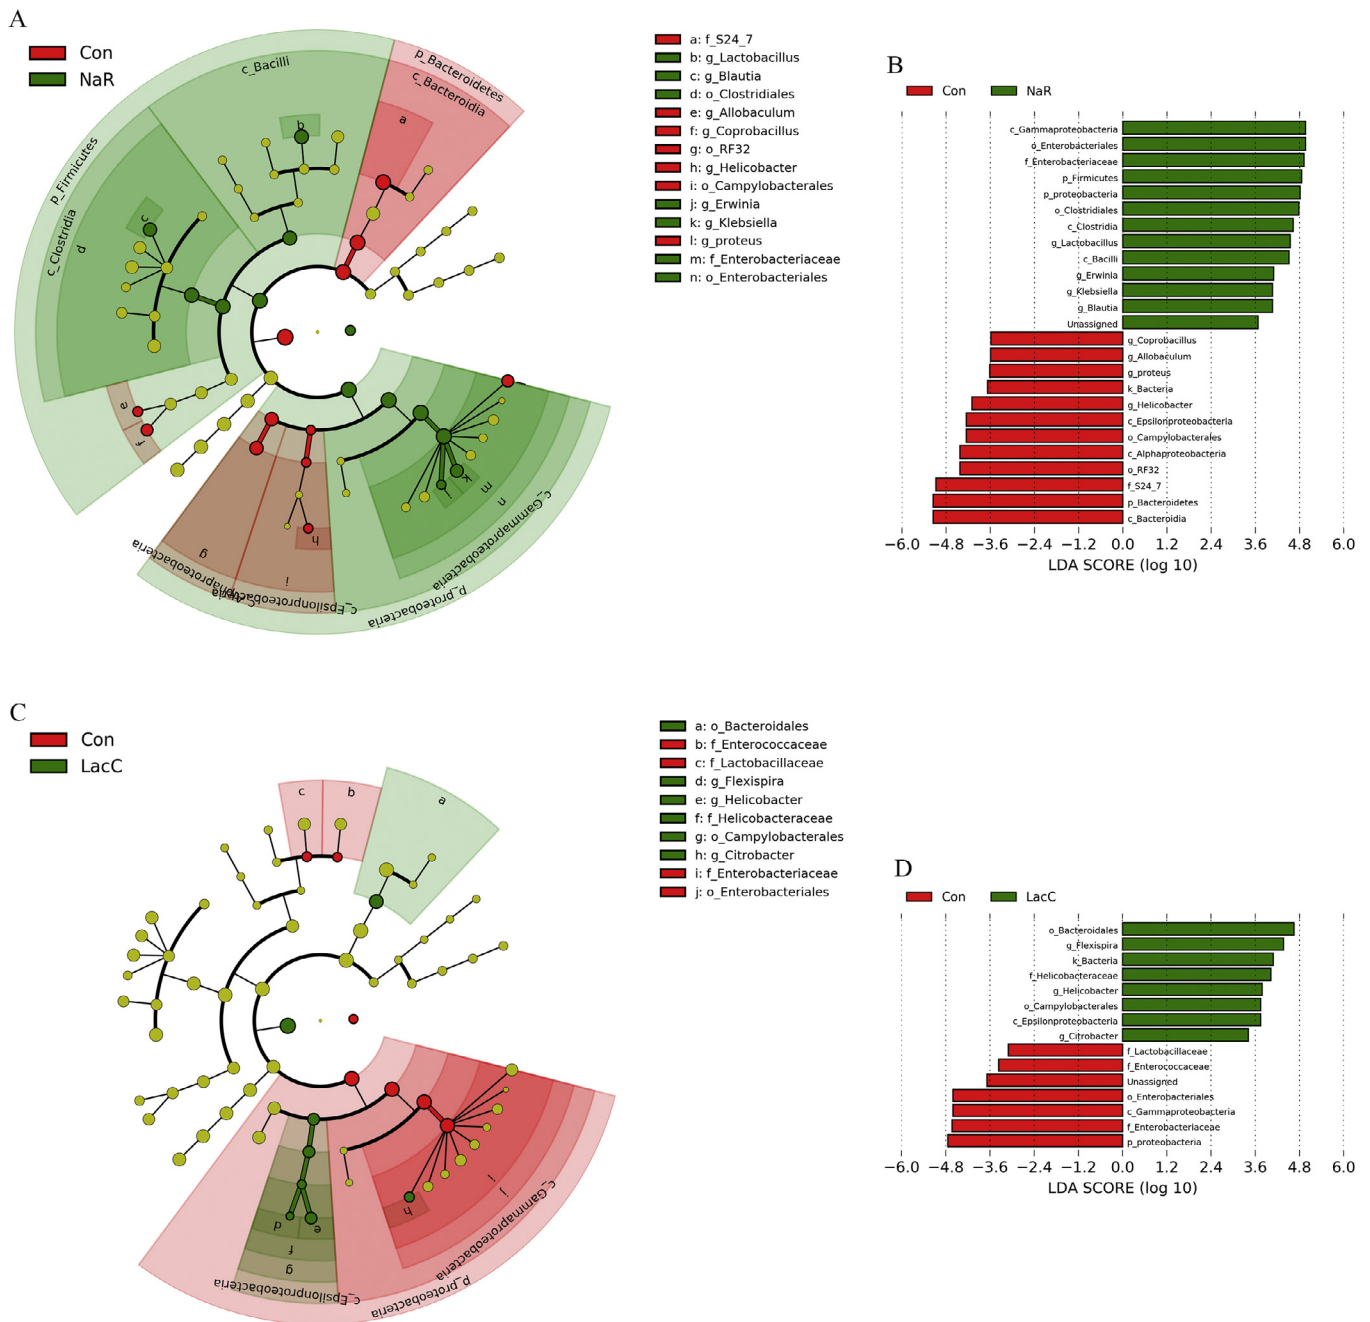 A
Con
NaR
p_Bacteroidetes
c_Bacteroidia
c_Bacilli
p_Firmicutes
c_Clostridia
a
b
c
d
e
f
g
h
i
k
m
n
c_Epsilonproteobacteria
c_Gammaproteobacteria
p_proteobacteria
a: f_S24_7
b: g_Lactobacillus
c: g_Blautia
d: o_Clostridiales
e: g_Allobaculum
f: g_Coprobacillus
g: o_RF32
h: g_Helicobacter
i: o_Campylobacterales
j: g_Erwinia
k: g_Klebsiella
l: g_proteus
m: f_Enterobacteriaceae
n: o_Enterobacteriales
B
Con NaR
c_Gammaproteobacteria
o_Enterobacteriales
f_Enterobacteriaceae
p_Firmicutes
p_proteobacteria
o_Clostridiales
c_Clostridia
g_Lactobacillus
c_Bacilli
g_Erwinia
g_Klebsiella
g_Blautia
Unassigned
g_Coprobacillus
g_Allobaculum
g_proteus
k_Bacteria
g_Helicobacter
c_Epsilonproteobacteria
o_Campylobacterales
c_Alphaproteobacteria
o_RF32
f_S24_7
p_Bacteroidetes
c_Bacteroidia
−6.0 −4.8 −3.6 −2.4 −1.2 0.0 1.2 2.4 3.6 4.8 6.0
LDA SCORE (log 10)
C
Con
LacC
c
b
a
d
e
f
g
h
i
j
c_Epsilonproteobacteria
c_Gammaproteobacteria
p_proteobacteria
a: o_Bacteroidales
b: f_Enterococcaceae
c: f_Lactobacillaceae
d: g_Flexispira
e: g_Helicobacter
f: f_Helicobacteraceae
g: o_Campylobacterales
h: g_Citrobacter
i: f_Enterobacteriaceae
j: o_Enterobacteriales
D
Con LacC
o_Bacteroidales
g_Flexispira
k_Bacteria
f_Helicobacteraceae
g_Helicobacter
o_Campylobacterales
c_Epsilonproteobacteria
g_Citrobacter
f_Lactobacillaceae
f_Enterococcaceae
Unassigned
o_Enterobacteriales
c_Gammaproteobacteria
f_Enterobacteriaceae
p_proteobacteria
−6.0 −4.8 −3.6 −2.4 −1.2 0.0 1.2 2.4 3.6 4.8 6.0
LDA SCORE (log 10)